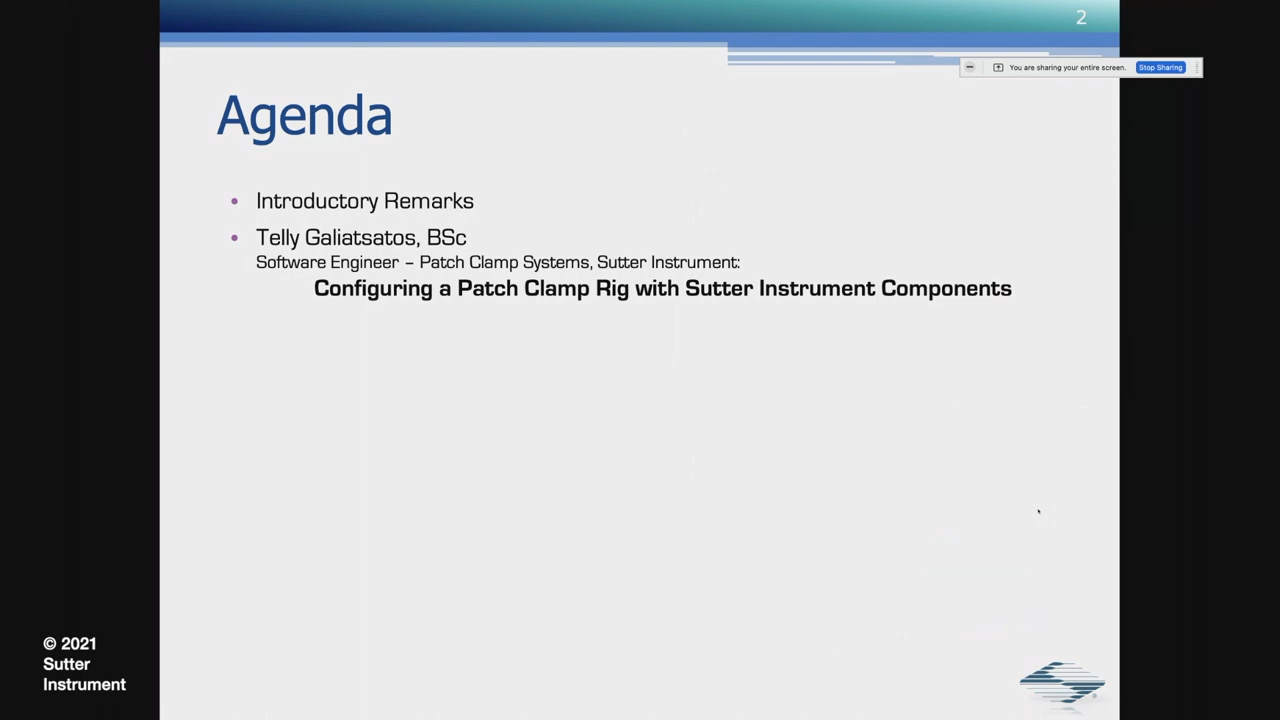 2
You are sharing your entire screen. Stop Sharing
Agenda
• Introductory Remarks
• Telly Galiatsatos, BSc
Software Engineer – Patch Clamp Systems, Sutter Instrument:
Configuring a Patch Clamp Rig with Sutter Instrument Components
© 2021
Sutter
Instrument
®